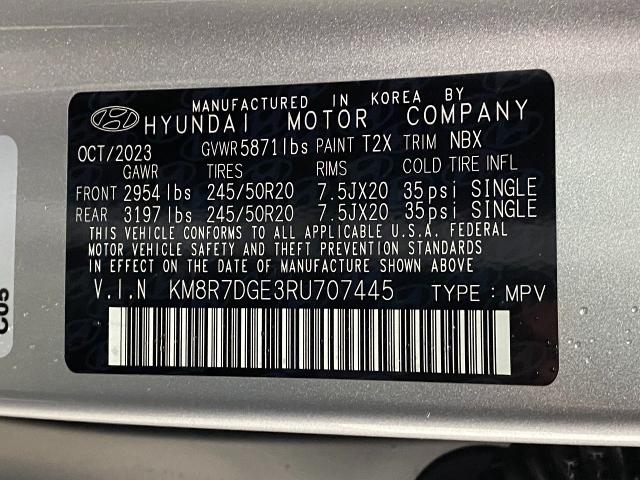 MANUFACTURED IN KOREA BY
HYUNDAI MOTOR COMPANY
OCT/2023 GVWR 5871lbs PAINT T2X TRIM NBX
GAWR TIRES RIMS COLD TIRE INFL
FRONT 2954 lbs 245/50R20 7.5JX20 35psi SINGLE
REAR 3197 lbs 245/50R20 7.5JX20 35psi SINGLE
THIS VEHICLE CONFORMS TO ALL APPLICABLE U.S.A. FEDERAL
MOTOR VEHICLE SAFETY AND THEFT PREVENTION STANDARDS
IN EFFECT ON THE DATE OF MANUFACTURE SHOWN ABOVE.
V.I.N KM8R7DGE3RU707445 TYPE : MPV
C05